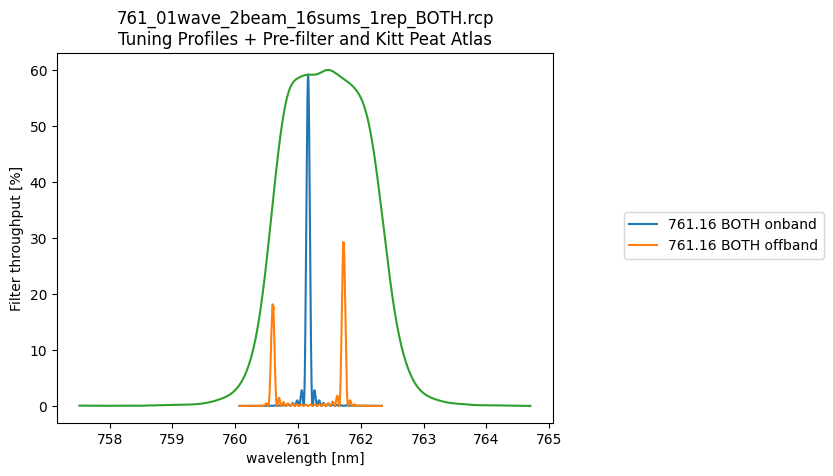 761_01wave_2beam_16sums_1rep_BOTH.rcp
Tuning Profiles + Pre-filter and Kitt Peat Atlas
Filter throughput [%]
60
50
40
30
20
10
0
758 759 760 761 762 763 764 765
wavelength [nm]
761.16 BOTH onband
761.16 BOTH offband